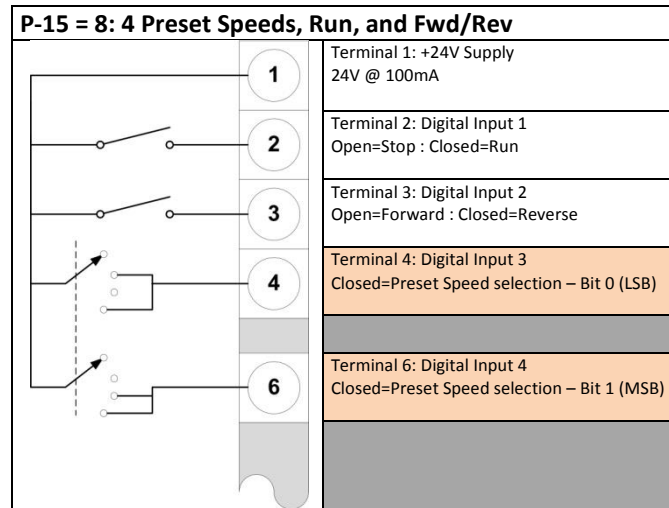 P-15 = 8: 4 Preset Speeds, Run, and Fwd/Rev
1
Terminal 1: +24V Supply
24V @ 100mA
2
Terminal 2: Digital Input 1
Open=Stop : Closed=Run
3
Terminal 3: Digital Input 2
Open=Forward : Closed=Reverse
4
Terminal 4: Digital Input 3
Closed=Preset Speed selection – Bit 0 (LSB)
6
Terminal 6: Digital Input 4
Closed=Preset Speed selection – Bit 1 (MSB)